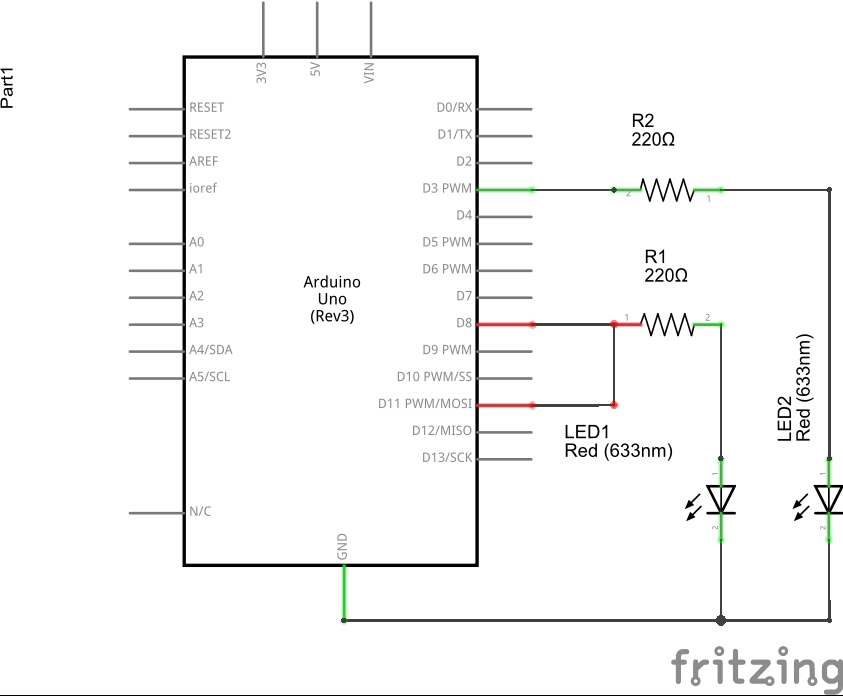 Part1
3V3
5V
VIN
RESET
RESET2
AREF
ioref
A0
A1
A2
A3
A4/SDA
A5/SCL
N/C
Arduino
Uno
(Rev3)
D0/RX
D1/TX
D2
D3 PWM
D4
D5 PWM
D6 PWM
D7
D8
D9 PWM
D10 PWM/SS
D11 PWM/MOSI
D12/MISO
D13/SCK
GND
R2
220Ω
2
1
R1
220Ω
1
2
LED1
Red (633nm)
1
2
LED2
Red (633nm)
1
2
fritzing